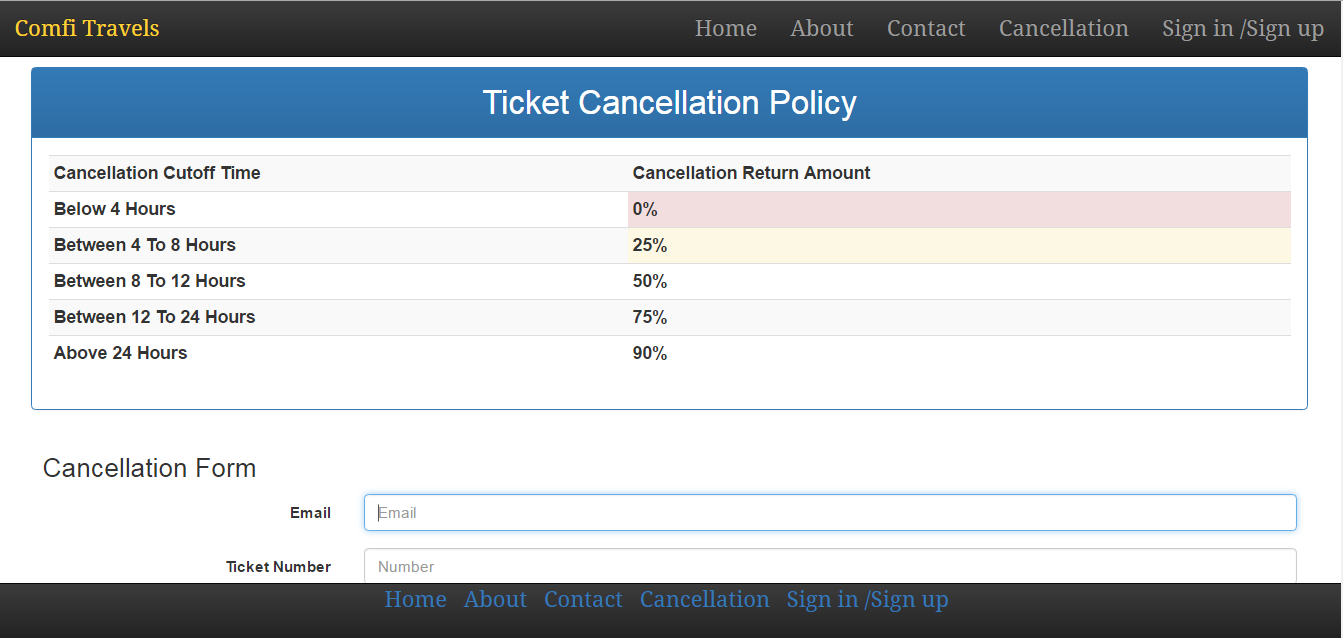 Comfi Travels Home About Contact Cancellation Sign in /Sign up
Ticket Cancellation Policy
Cancellation Cutoff Time Cancellation Return Amount
Below 4 Hours 0%
Between 4 To 8 Hours 25%
Between 8 To 12 Hours 50%
Between 12 To 24 Hours 75%
Above 24 Hours 90%
Cancellation Form
Email Email
Ticket Number Number
Home About Contact Cancellation Sign in /Sign up